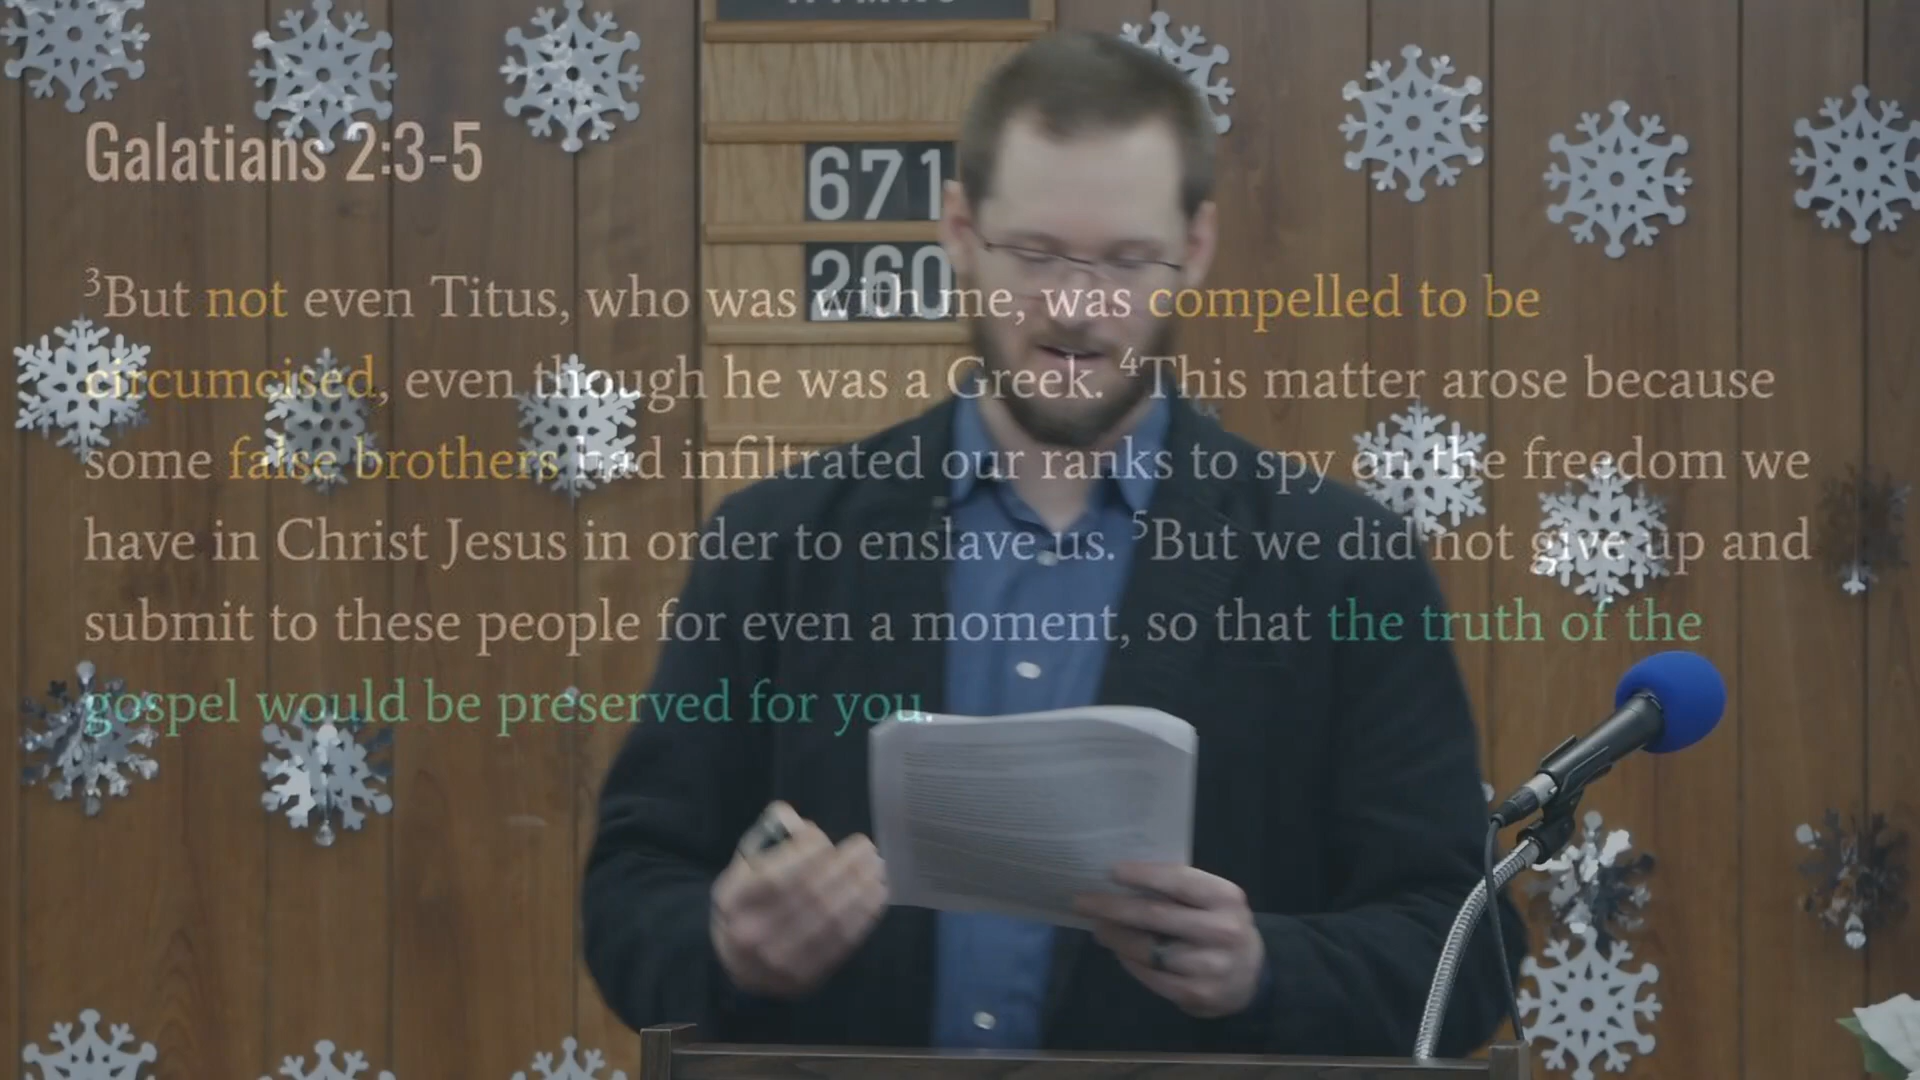 671
260
Galatians 2:3-5
3But not even Titus, who was with me, was compelled to be
circumcised, even though he was a Greek. 4This matter arose because
some false brothers had infiltrated our ranks to spy on the freedom we
have in Christ Jesus in order to enslave us. 5But we did not give up and
submit to these people for even a moment, so that the truth of the
gospel would be preserved for you.